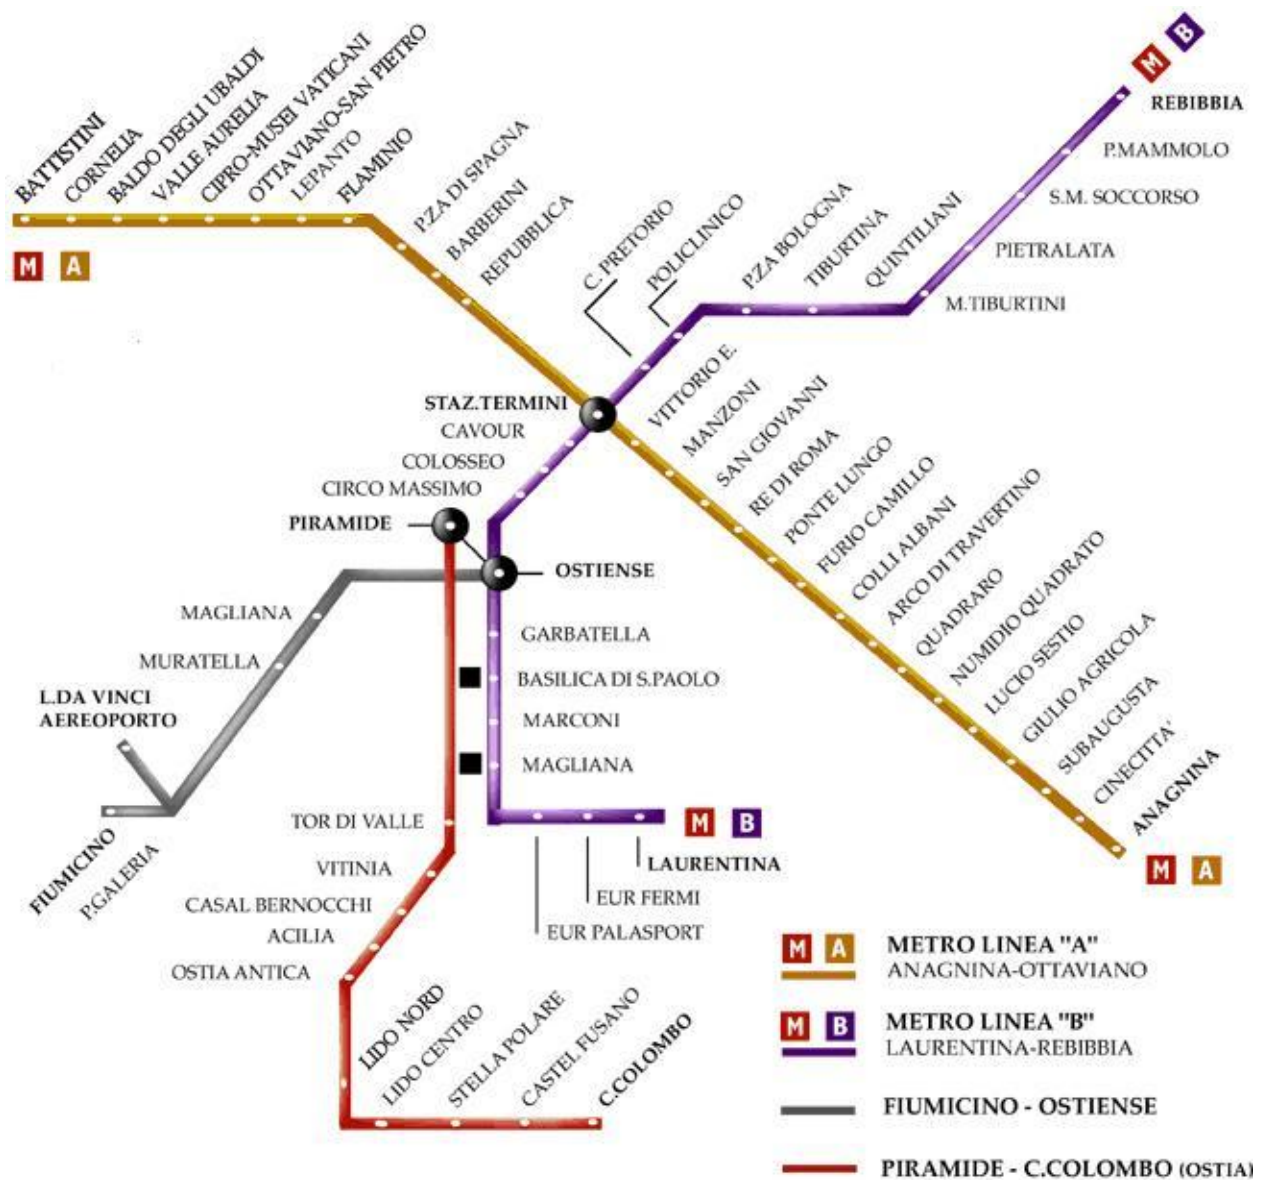 M B
REBIBBIA
P.MAMMOLO
S.M. SOCCORSO
PIETRALATA
M.TIBURTINI
QUINTILIANI
TIBURTINA
P.ZA BOLOGNA
POLICLINICO
C. PRETORIO
BATTISTINI
CORNELIA
BALDO DEGLI UBALDI
VALLE AURELIA
CIPRO-MUSEI VATICANI
OTTAVIANO-SAN PIETRO
LEPANTO
FLAMINIO
P.ZA DI SPAGNA
BARBERINI
REPUBBLICA
M A
STAZ.TERMINI
CAVOUR
COLOSSEO
CIRCO MASSIMO
PIRAMIDE
OSTIENSE
VITTORIO E.
MANZONI
SAN GIOVANNI
RE DI ROMA
PONTE LUNGO
FURIO CAMILLO
COLLI ALBANI
ARCO DI TRAVERTINO
QUADRARO
NUMIDIO QUADRATO
LUCIO SESTIO
GIULIO AGRICOLA
SUBAUGUSTA
CINECITTA'
ANAGNINA
M A
MAGLIANA
MURATELLA
L.DA VINCI
AEREOPORTO
FIUMICINO
P.GALERIA
GARBATELLA
BASILICA DI S.PAOLO
MARCONI
MAGLIANA
M B
LAURENTINA
EUR FERMI
EUR PALASPORT
TOR DI VALLE
VITINIA
CASAL BERNOCCHI
ACILIA
OSTIA ANTICA
LIDO NORD
LIDO CENTRO
STELLA POLARE
CASTEL FUSANO
C.COLOMBO
M A METRO LINEA "A"
ANAGNINA-OTTAVIANO
M B METRO LINEA "B"
LAURENTINA-REBIBBIA
FIUMICINO - OSTIENSE
PIRAMIDE - C.COLOMBO (OSTIA)